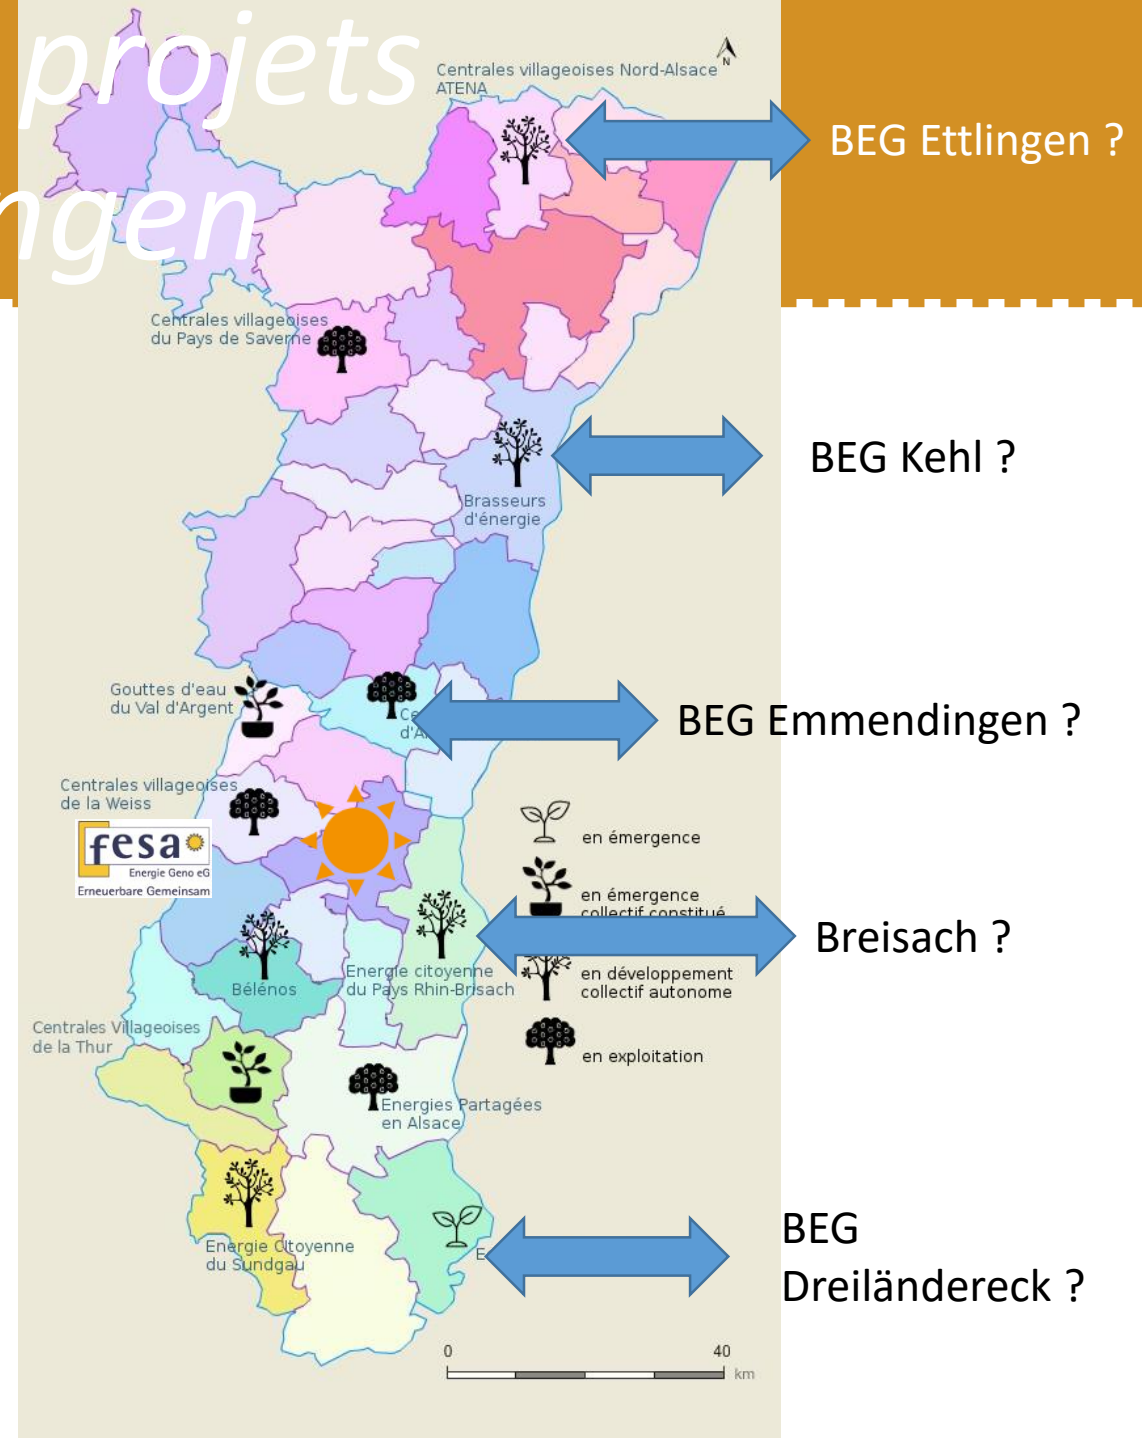 projets
ngen
N
Centrales villageoises Nord-Alsace
ATENA
BEG Ettlingen ?
Centrales villageoises
du Pays de Saverne
BEG Kehl ?
Brasseurs
d'énergie
Gouttes d'eau
du Val d'Argent
Ce
d'A
BEG Emmendingen ?
Centrales villageoises
de la Weiss
fesa
Energie Geno eG
Erneuerbare Gemeinsam
en émergence
en émergence
collectif constitué
Breisach ?
Energie citoyenne
du Pays Rhin-Brisach
en développement
collectif autonome
Bélénos
Centrales Villageoises
de la Thur
en exploitation
Energies Partagées
en Alsace
BEG
Dreiländereck ?
Energie Citoyenne
du Sundgau
E
0 40
km